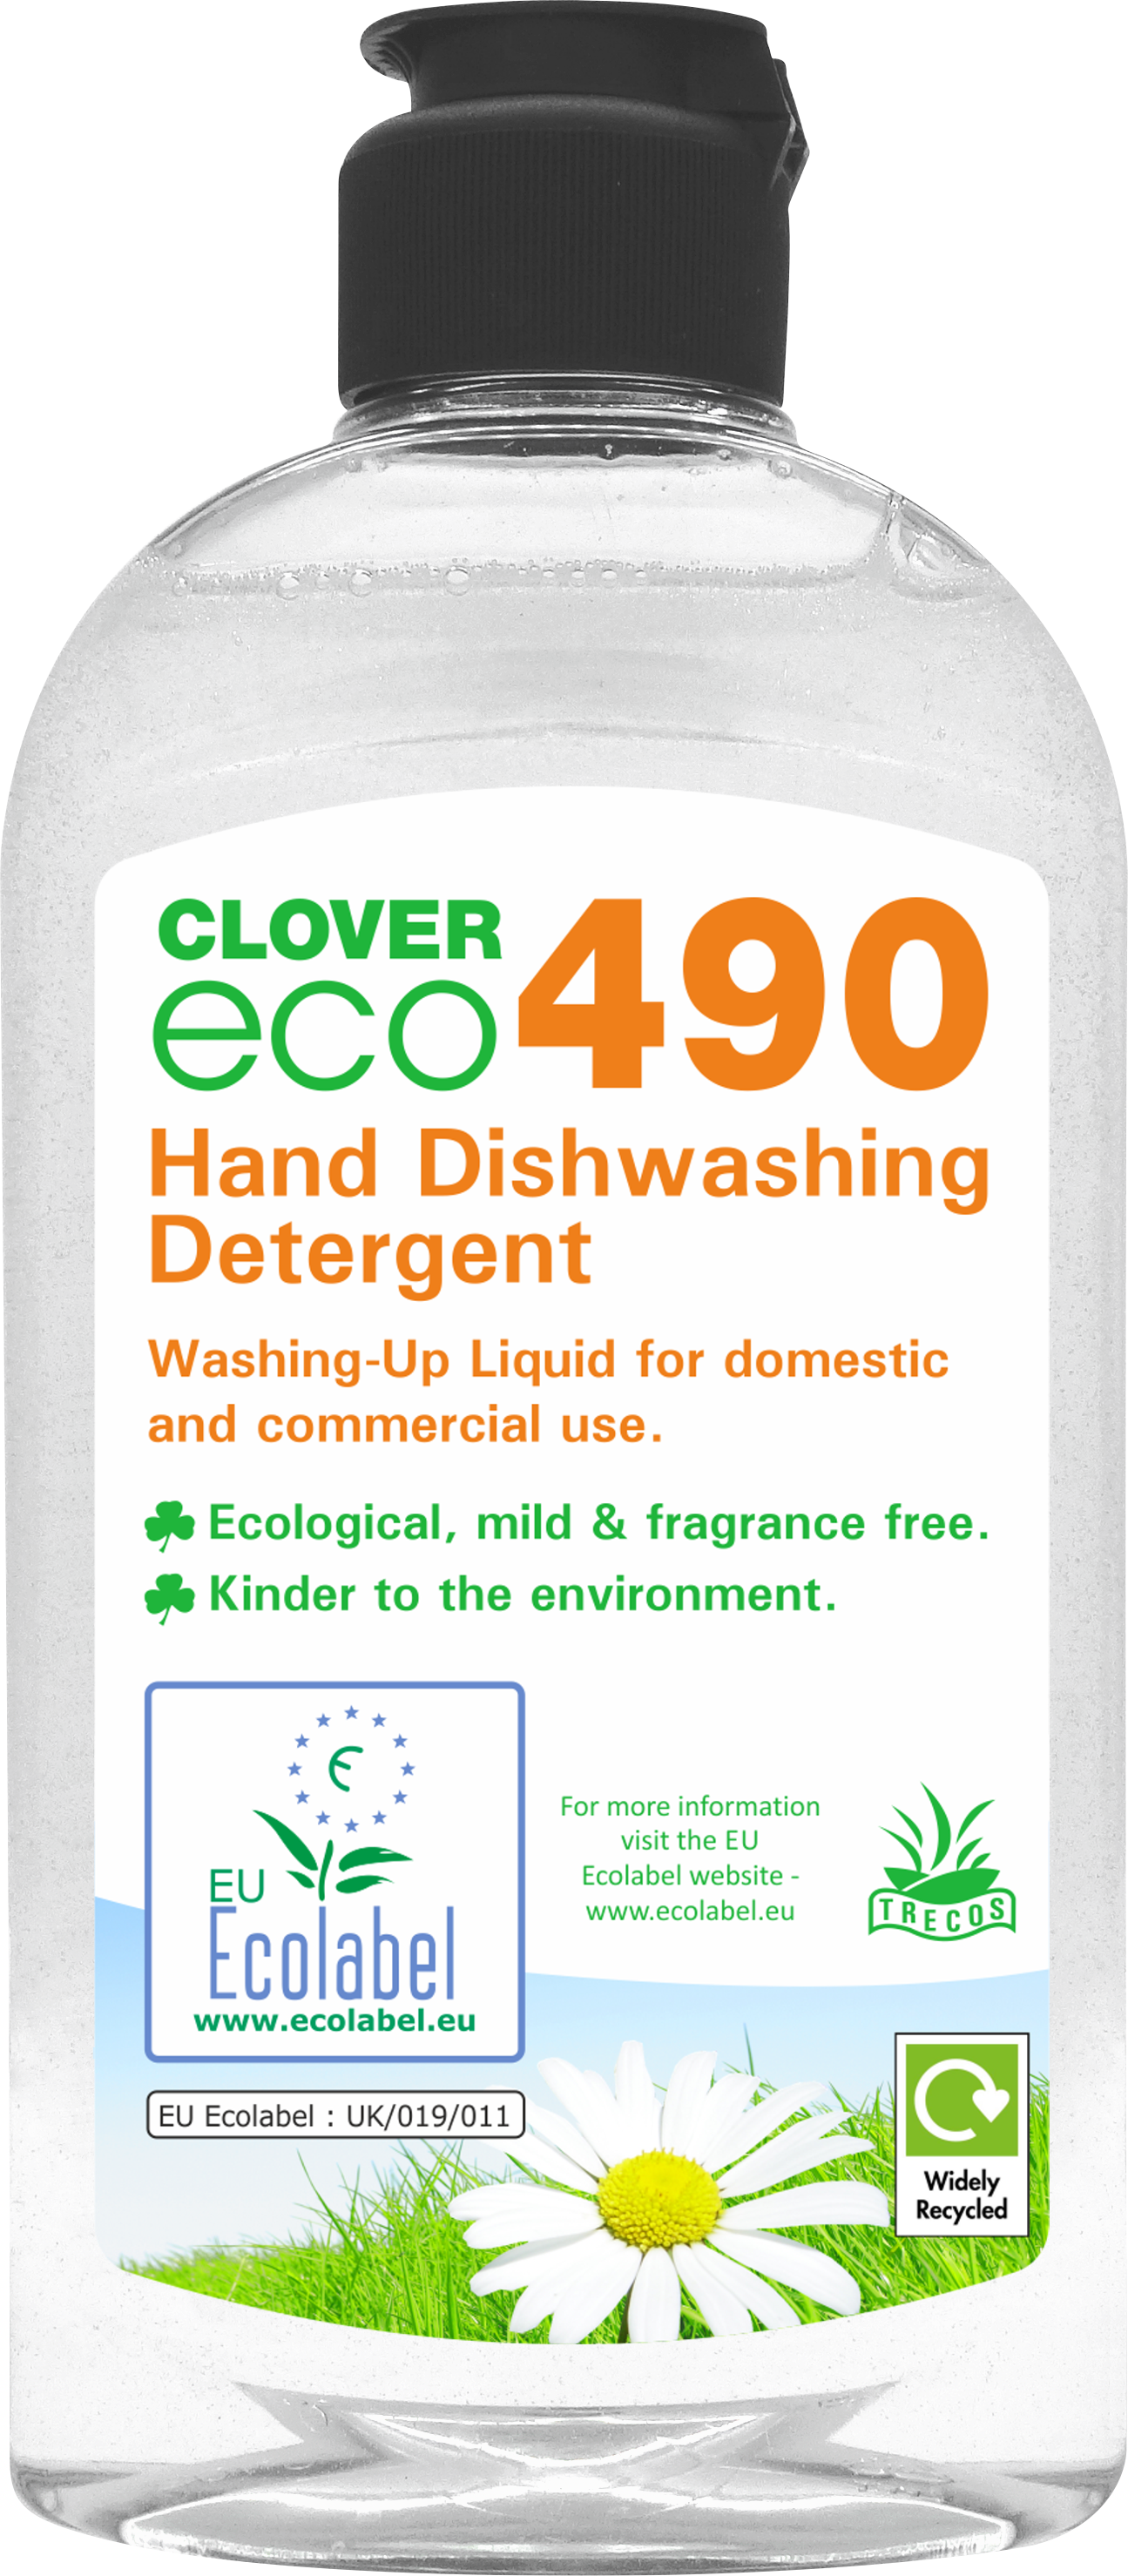 CLOVER
eco 490
Hand Dishwashing
Detergent
Washing-Up Liquid for domestic
and commercial use.
Ecological, mild & fragrance free.
Kinder to the environment.
EU
Ecolabel
www.ecolabel.eu
EU Ecolabel : UK/019/011
For more information
visit the EU
Ecolabel website -
www.ecolabel.eu
TRECOS
Widely
Recycled